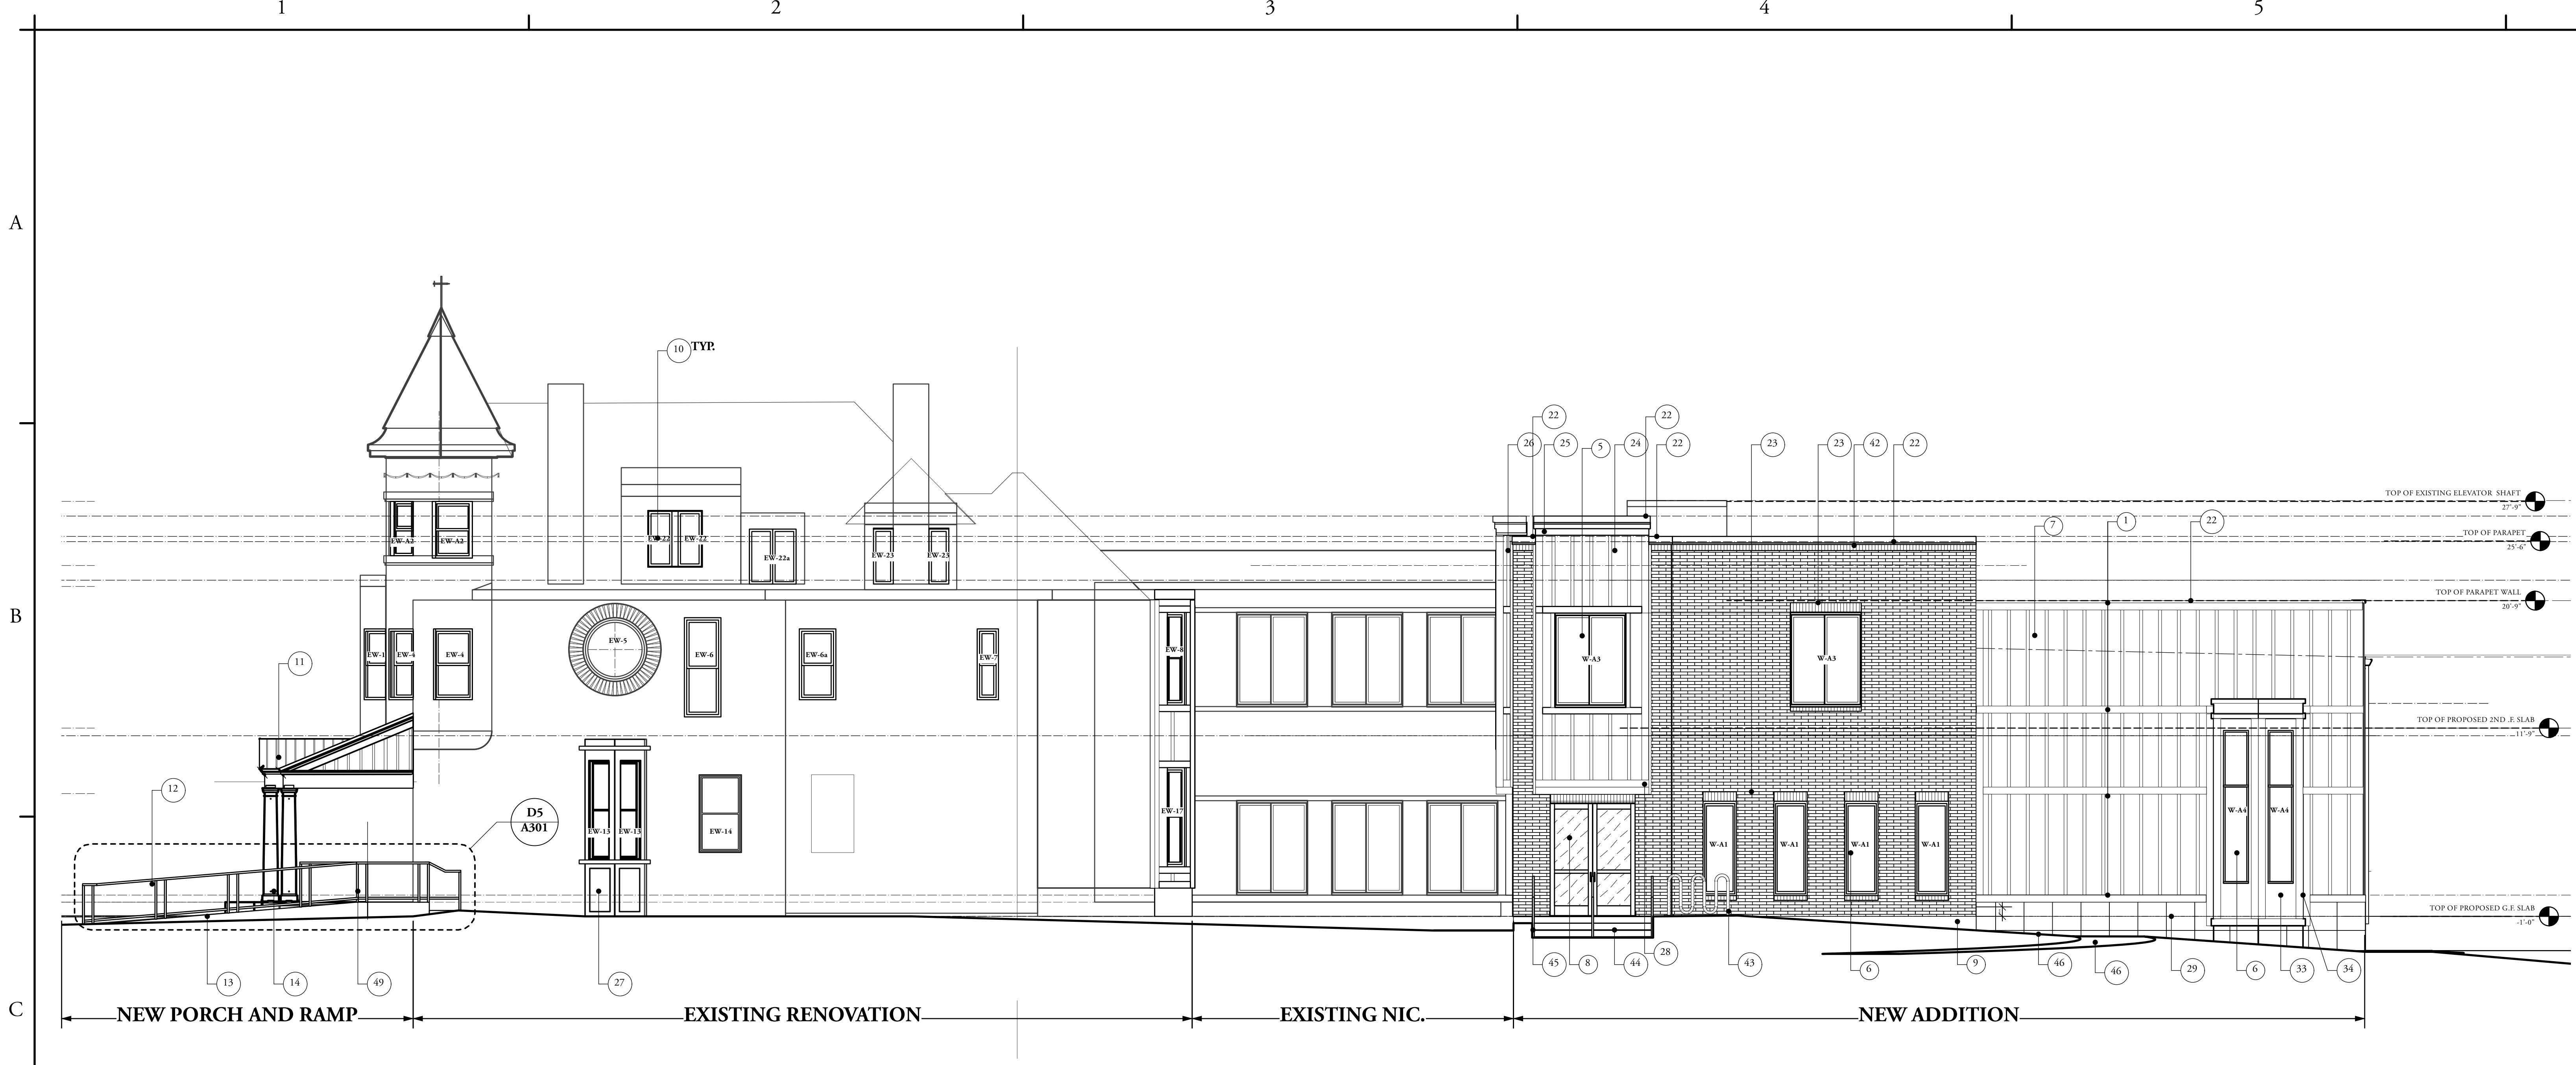 1 2 3 4 5
A
10 TYP.
22 22
26 25 5 24 22 23 23 42 22
TOP OF EXISTING ELEVATOR SHAFT
27'-9"
7 1 22
TOP OF PARAPET
25'-6"
EW-A2 EW-A2 EW-22 EW-22 EW-22a EW-23 EW-23
TOP OF PARAPET WALL
20'-9"
B
EW-1 EW-4 EW-4 EW-5 EW-6 EW-6a EW-7 EW-8 W-A3 W-A3
11
TOP OF PROPOSED 2ND .F. SLAB
11'-9"
12
D5
A301
EW-13 EW-13 EW-14 EW-17 W-A1 W-A1 W-A1 W-A1 W-A4 W-A4
TOP OF PROPOSED G.F. SLAB
-1'-0"
13 14 49 27 45 8 44 28 43 6 9 46 46 29 6 33 34
C
NEW PORCH AND RAMP EXISTING RENOVATION EXISTING NIC. NEW ADDITION